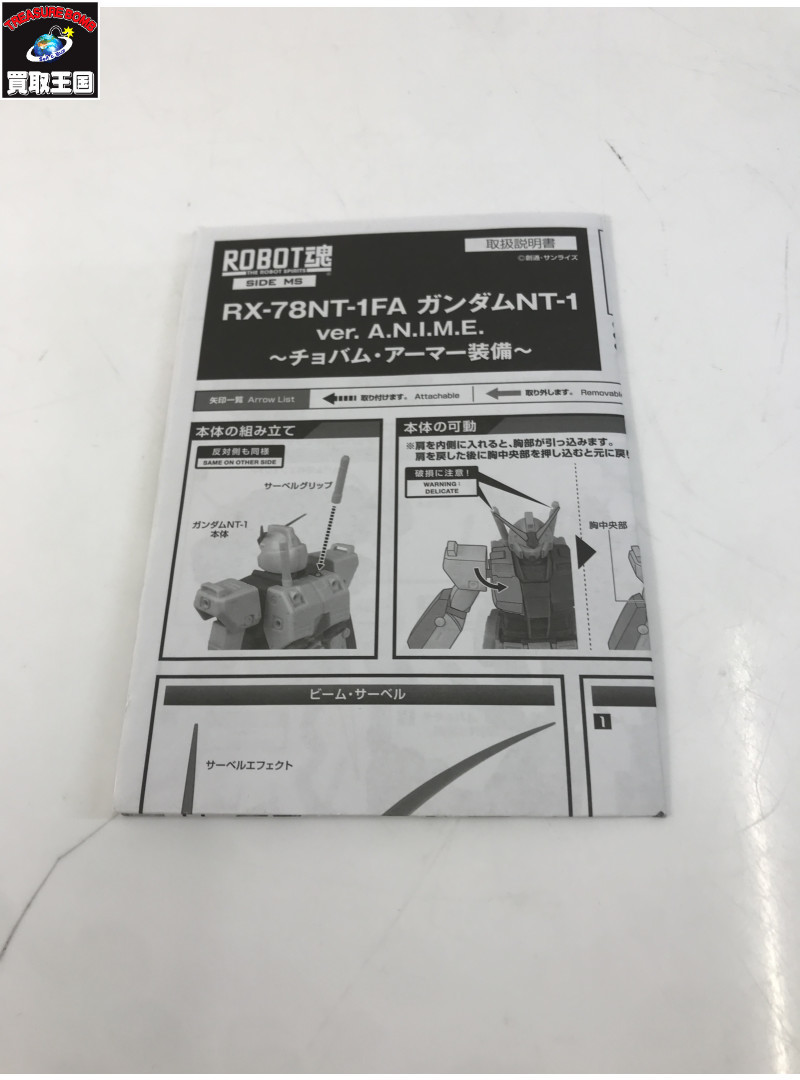 TREASURE BOMB
Sell & Buy
買取王国
ROBOT魂
THE ROBOT SPIRITS
SIDE MS
取扱説明書
©創通・サンライズ
RX-78NT-1FA ガンダムNT-1
ver. A.N.I.M.E.
～チョバム・アーマー装備～
矢印一覧 Arrow List
取り付けます。 Attachable
取り外します。 Removabl
本体の組み立て
反対側も同様
SAME ON OTHER SIDE
サーベルグリップ
ガンダムNT-1
本体
本体の可動
※肩を内側に入れると、胸部が引っ込みます。
肩を戻した後に胸中央部を押し込むと元に戻
破損に注意!
WARNING:
DELICATE
胸中央部
ビーム・サーベル
サーベルエフェクト
1